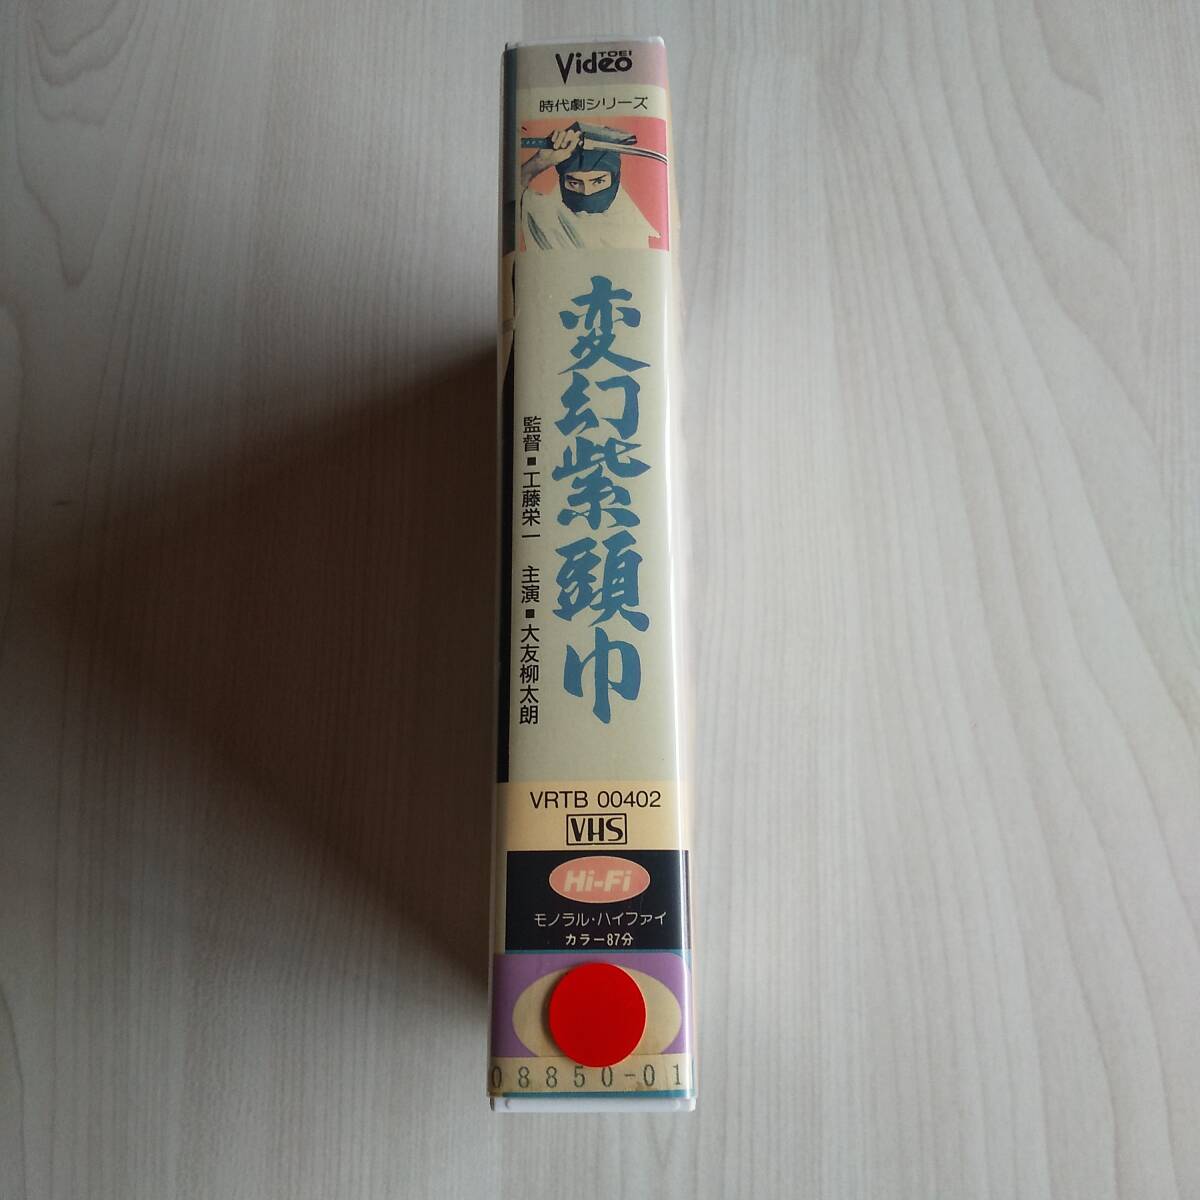 TOEI
Video
時代劇シリーズ
変幻紫頭巾
監督■工藤栄一 主演■大友柳太朗
VRTB 00402
VHS
Hi-Fi
モノラル・ハイファイ
カラー87分
08850-01